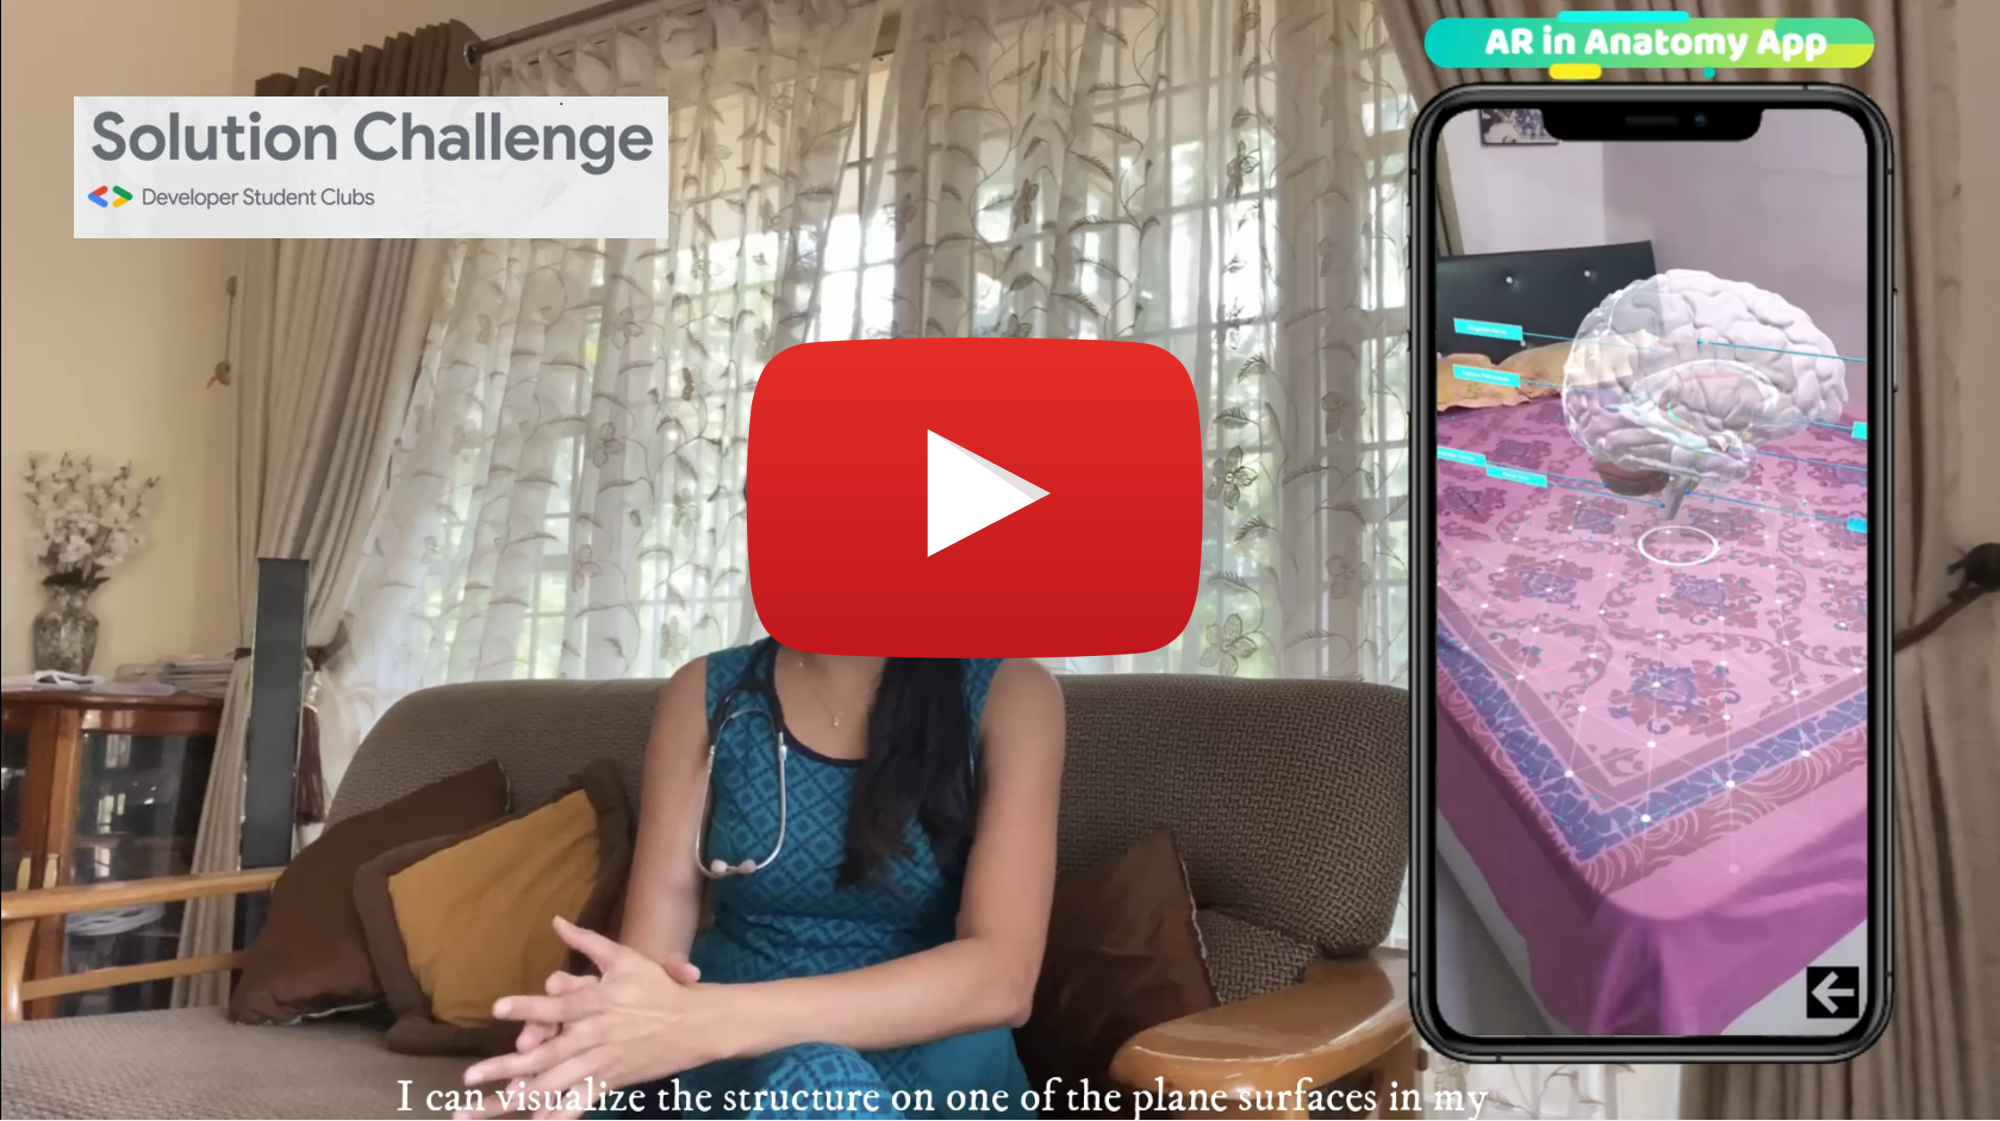 AR in Anatomy App
Solution Challenge
Developer Student Clubs
I can visualize the structure on one of the plane surfaces in my